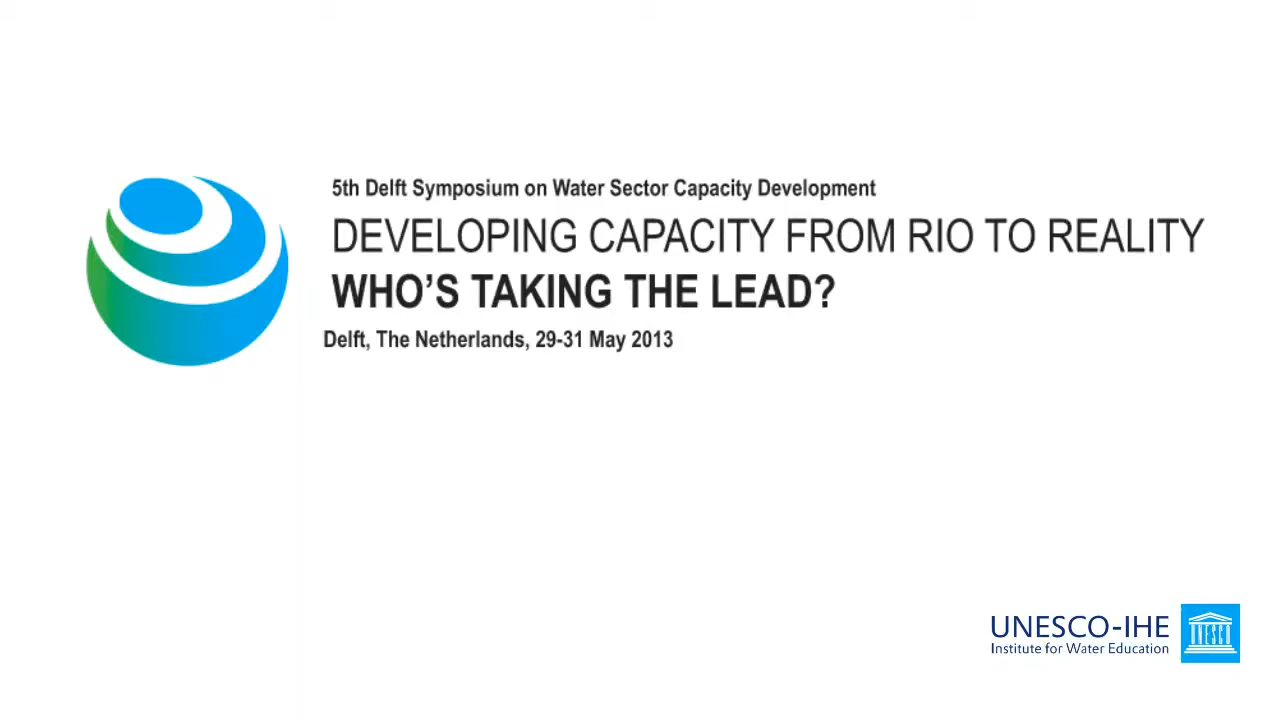 5th Delft Symposium on Water Sector Capacity Development
DEVELOPING CAPACITY FROM RIO TO REALITY
WHO'S TAKING THE LEAD?
Delft, The Netherlands, 29-31 May 2013
UNESCO-IHE
Institute for Water Education
UNESCO